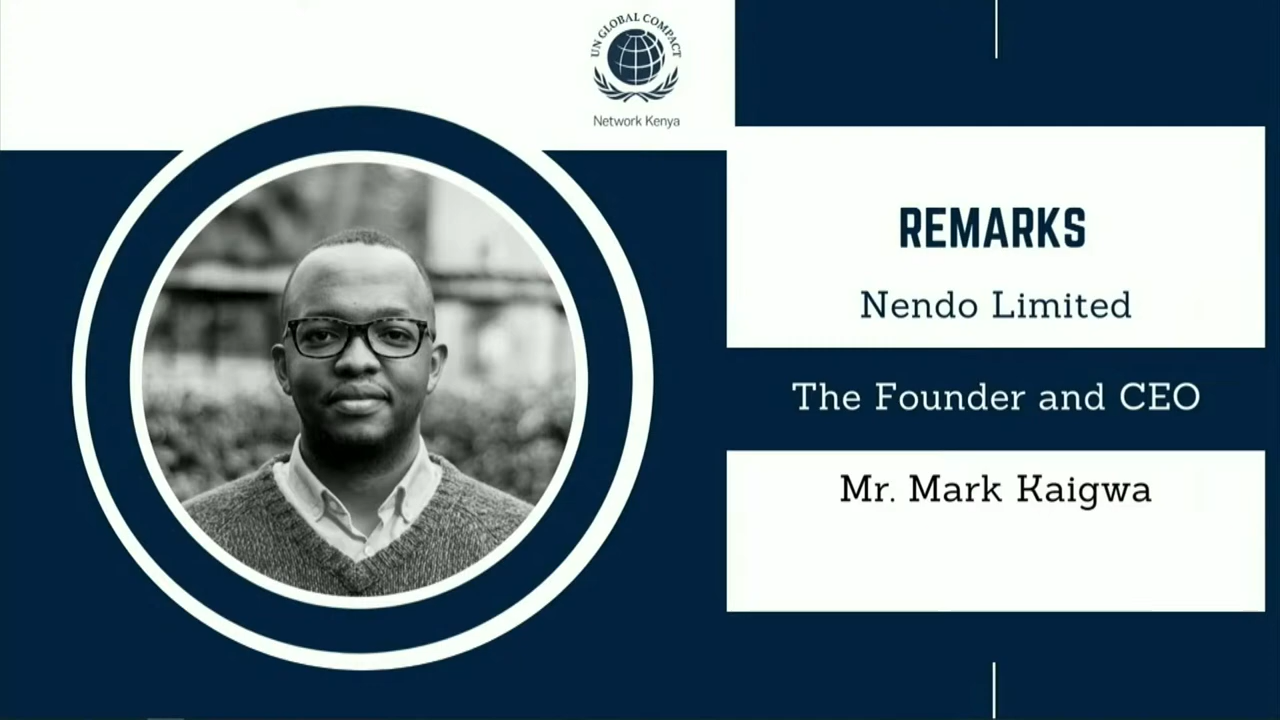 UN GLOBAL COMPACT
Network Kenya
REMARKS
Nendo Limited
The Founder and CEO
Mr. Mark Kaigwa